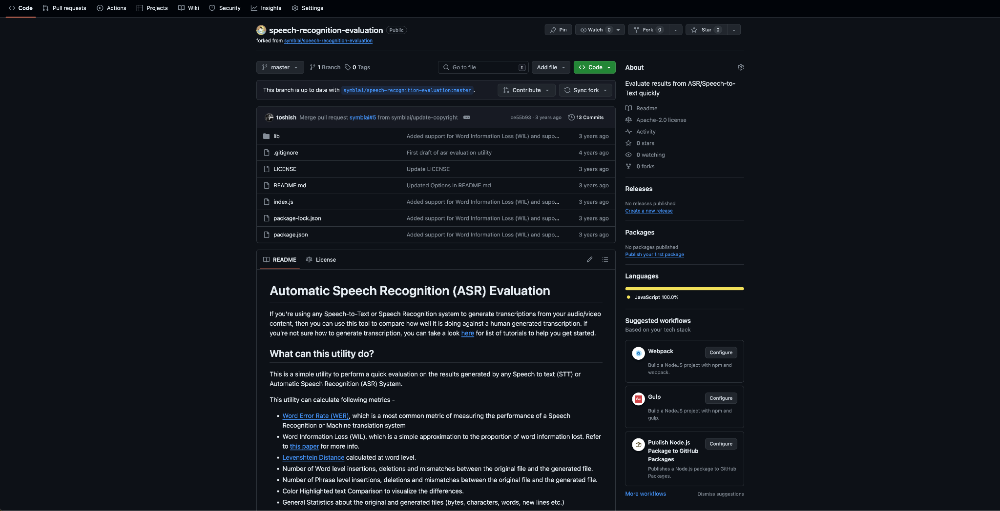 Code Pull requests Actions Projects Wiki Security Insights Settings
speech-recognition-evaluation Public
Pin Watch 0 Fork 0 Star 0
forked from symblai/speech-recognition-evaluation
master 1 Branch 0 Tags Go to file t Add file Code
This branch is up to date with symblai/speech-recognition-evaluation:master.
Contribute Sync fork
toshish Merge pull request symblai#5 from symblai/update-copyright ce55b93 · 3 years ago 13 Commits
lib Added support for Word Information Loss (WIL) and supp... 3 years ago
.gitignore First draft of asr evaluation utility 4 years ago
LICENSE Update LICENSE 3 years ago
README.md Updated Options in README.md 3 years ago
index.js Added support for Word Information Loss (WIL) and supp... 3 years ago
package-lock.json Added support for Word Information Loss (WIL) and supp... 3 years ago
package.json Added support for Word Information Loss (WIL) and supp... 3 years ago
README License
Automatic Speech Recognition (ASR) Evaluation
If you're using any Speech-to-Text or Speech Recognition system to generate transcriptions from your audio/video
content, then you can use this tool to compare how well it is doing against a human generated transcription. If
you're not sure how to generate transcription, you can take a look here for list of tutorials to help you get started.
What can this utility do?
This is a simple utility to perform a quick evaluation on the results generated by any Speech to text (STT) or
Automatic Speech Recognition (ASR) System.
This utility can calculate following metrics -
• Word Error Rate (WER), which is a most common metric of measuring the performance of a Speech
Recognition or Machine translation system
• Word Information Loss (WIL), which is a simple approximation to the proportion of word information lost. Refer
to this paper for more info.
• Levenshtein Distance calculated at word level.
• Number of Word level insertions, deletions and mismatches between the original file and the generated file.
• Number of Phrase level insertions, deletions and mismatches between the original file and the generated file.
• Color Highlighted text Comparison to visualize the differences.
• General Statistics about the original and generated files (bytes, characters, words, new lines etc.)
About
Evaluate results from ASR/Speech-to-
Text quickly
Readme
Apache-2.0 license
Activity
0 stars
0 watching
0 forks
Releases
No releases published
Create a new release
Packages
No packages published
Publish your first package
Languages
JavaScript 100.0%
Suggested workflows
Based on your tech stack
Webpack Configure
Build a NodeJS project with npm and
webpack.
Gulp Configure
Build a NodeJS project with npm and
gulp.
Publish Node.js Configure
Package to GitHub
Packages
Publishes a Node.js package to GitHub
Packages.
More workflows Dismiss suggestions